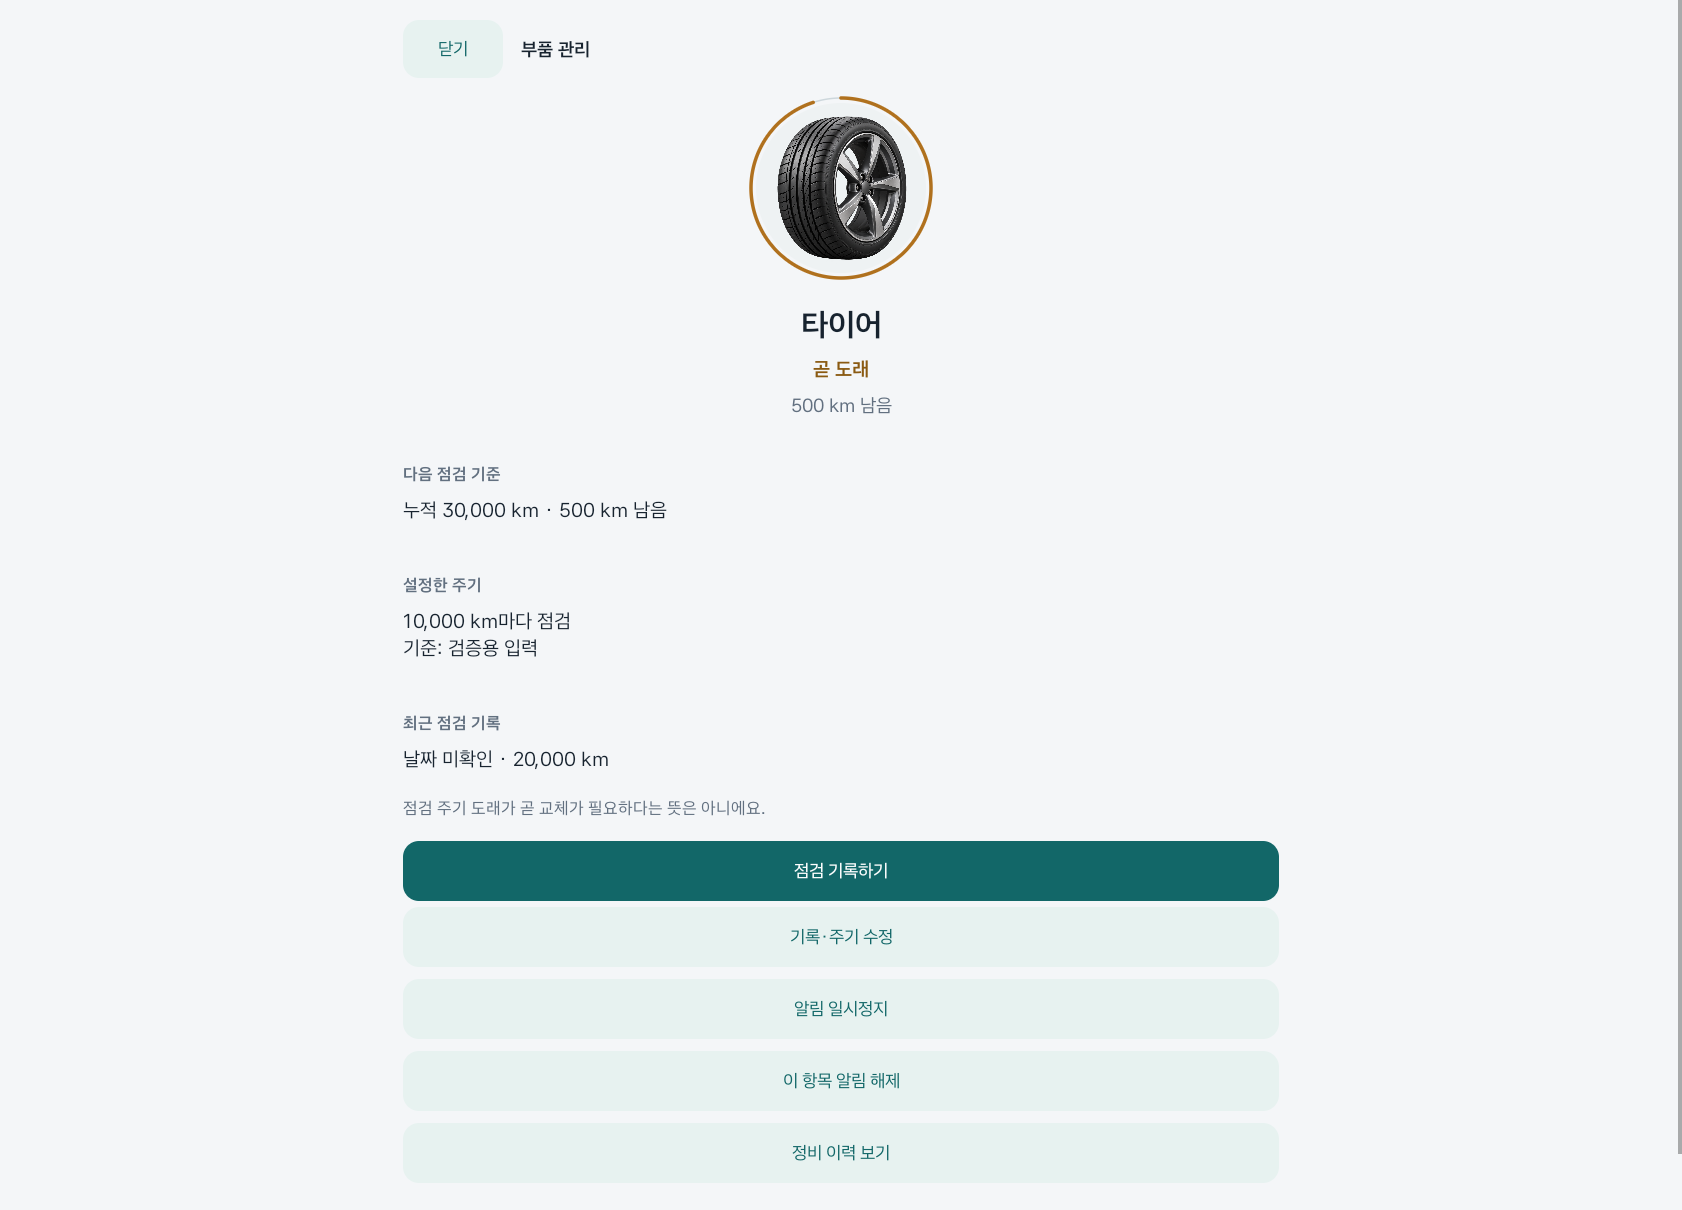 닫기
부품 관리
타이어
곧 도래
500 km 남음
다음 점검 기준
누적 30,000 km · 500 km 남음
설정한 주기
10,000 km마다 점검
기준: 검증용 입력
최근 점검 기록
날짜 미확인 · 20,000 km
점검 주기 도래가 곧 교체가 필요하다는 뜻은 아니에요.
점검 기록하기
기록·주기 수정
알림 일시정지
이 항목 알림 해제
정비 이력 보기